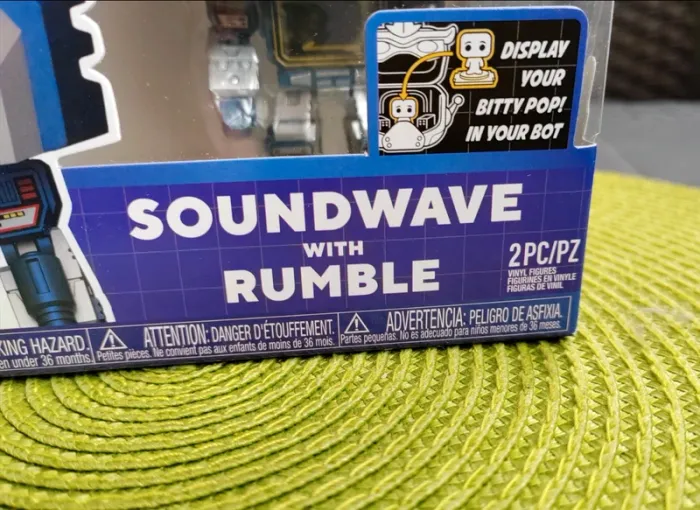 DISPLAY
YOUR
BITTY POP!
IN YOUR BOT
SOUNDWAVE
WITH
RUMBLE
2PC/PZ
VINYL FIGURES
FIGURINES EN VINYLE
FIGURAS DE VINIL
KING HAZARD.
en under 36 months.
ATTENTION: DANGER D'ÉTOUFFEMENT.
Petites pièces. Ne convient pas aux enfants de moins de 36 mois.
ADVERTENCIA: PELIGRO DE ASFIXIA.
Partes pequeñas. No es adecuado para niños menores de 36 meses.